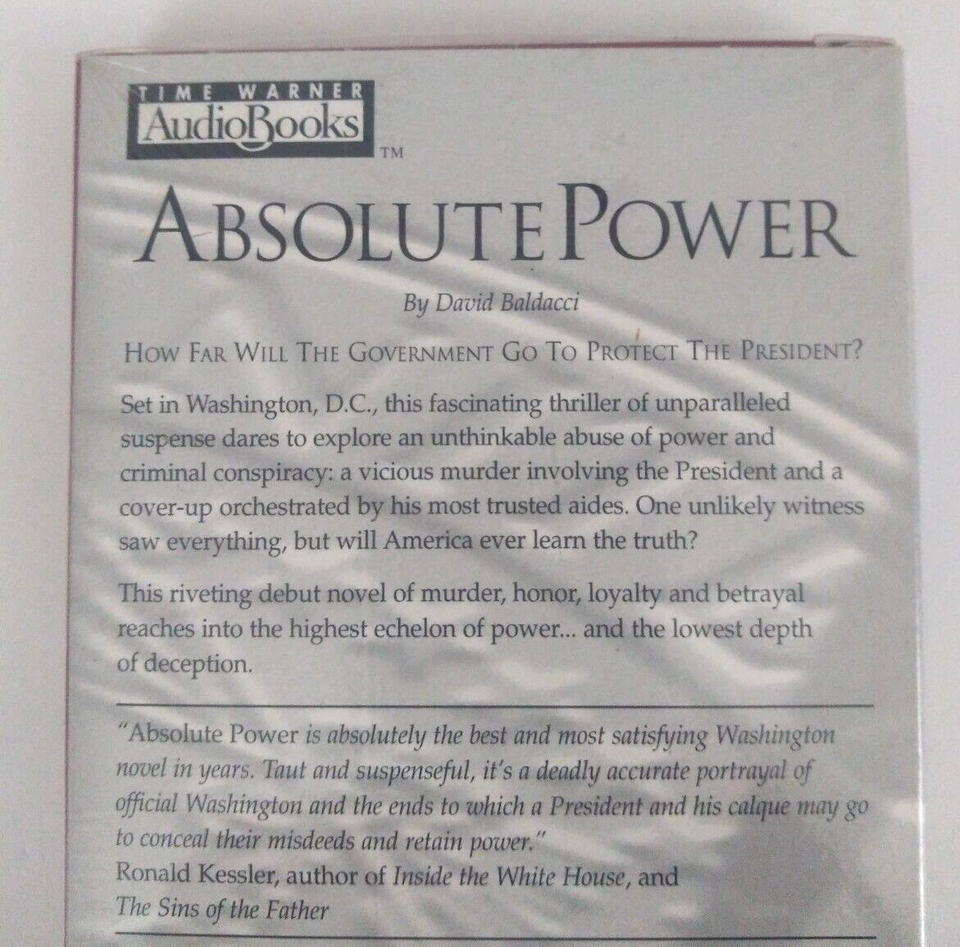 TIME WARNER
AudioBooks
TM
ABSOLUTE POWER
By David Baldacci
HOW FAR WILL THE GOVERNMENT GO TO PROTECT THE PRESIDENT?
Set in Washington, D.C., this fascinating thriller of unparalleled
suspense dares to explore an unthinkable abuse of power and
criminal conspiracy: a vicious murder involving the President and a
cover-up orchestrated by his most trusted aides. One unlikely witness
saw everything, but will America ever learn the truth?
This riveting debut novel of murder, honor, loyalty and betrayal
reaches into the highest echelon of power... and the lowest depth
of deception.
"Absolute Power is absolutely the best and most satisfying Washington
novel in years. Taut and suspenseful, it's a deadly accurate portrayal of
official Washington and the ends to which a President and his calque may go
to conceal their misdeeds and retain power."
Ronald Kessler, author of Inside the White House, and
The Sins of the Father